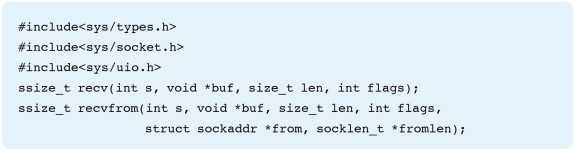 #include<sys/types.h>
#include<sys/socket.h>
#include<sys/uio.h>
ssize_t recv(int s, void *buf, size_t len, int flags);
ssize_t recvfrom(int s, void *buf, size_t len, int flags,
struct sockaddr *from, socklen_t *fromlen);